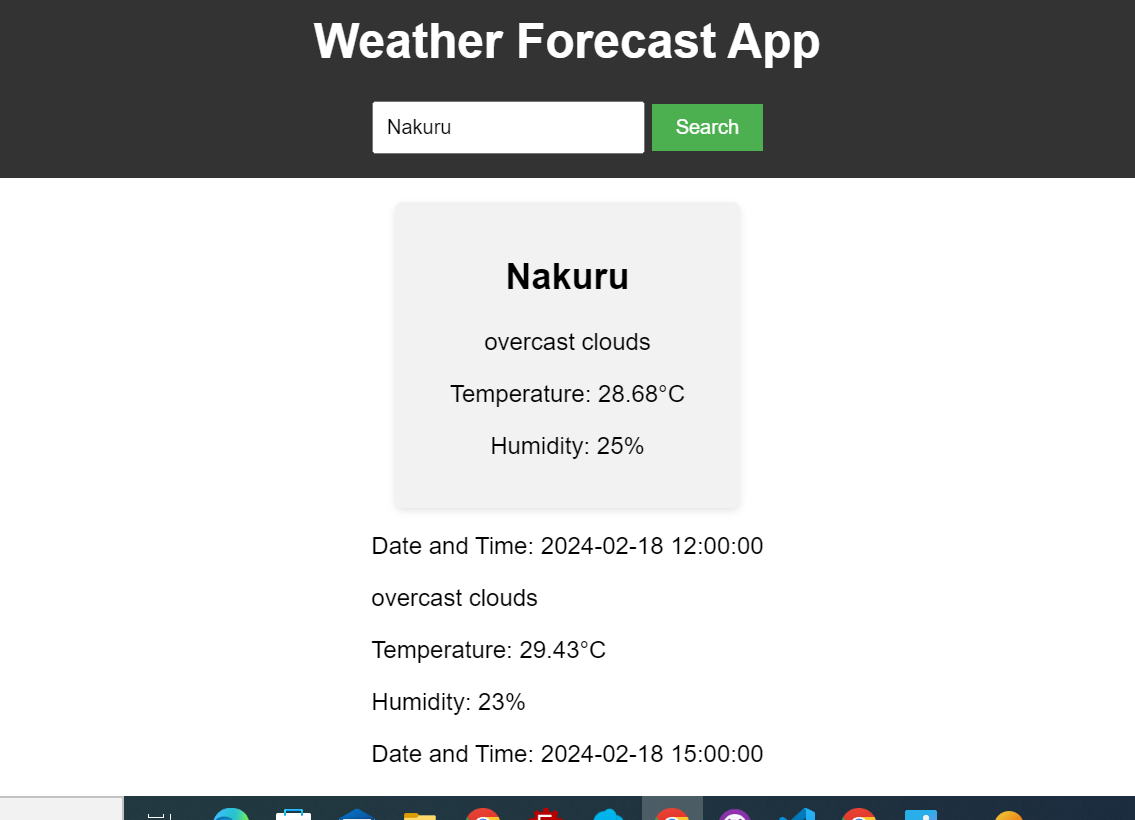 Weather Forecast App
Nakuru
Search
Nakuru
overcast clouds
Temperature: 28.68°C
Humidity: 25%
Date and Time: 2024-02-18 12:00:00
overcast clouds
Temperature: 29.43°C
Humidity: 23%
Date and Time: 2024-02-18 15:00:00